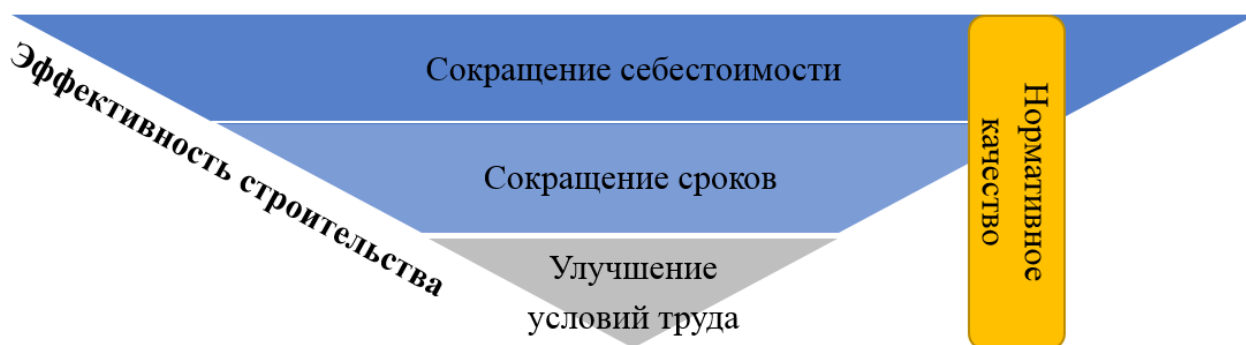 Эффективность строительства
Сокращение себестоимости
Сокращение сроков
Улучшение
условий труда
Нормативное
качество